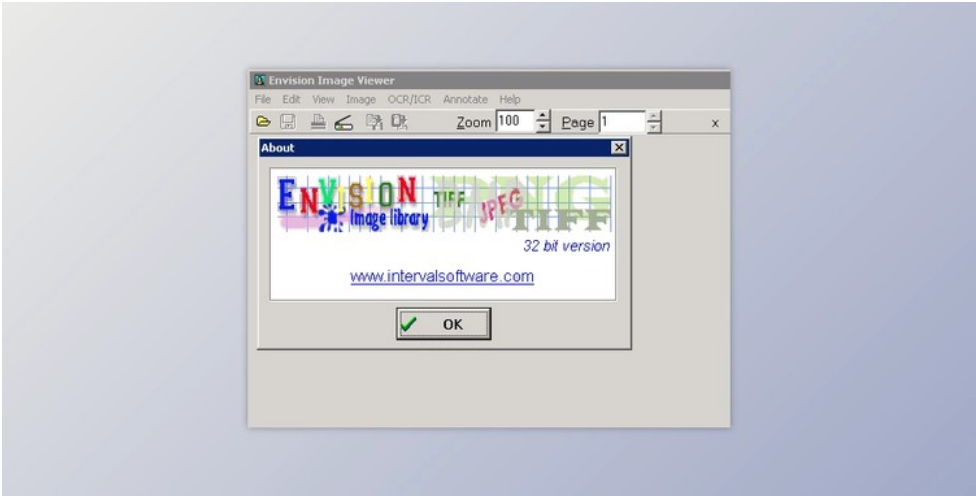 Envision Image Viewer
File Edit View Image OCR/ICR Annotate Help
Zoom 100 Page 1 x
About
ENVISION TIFF JPEG PNG
Image library TIFF
32 bit version
www.intervalsoftware.com
OK